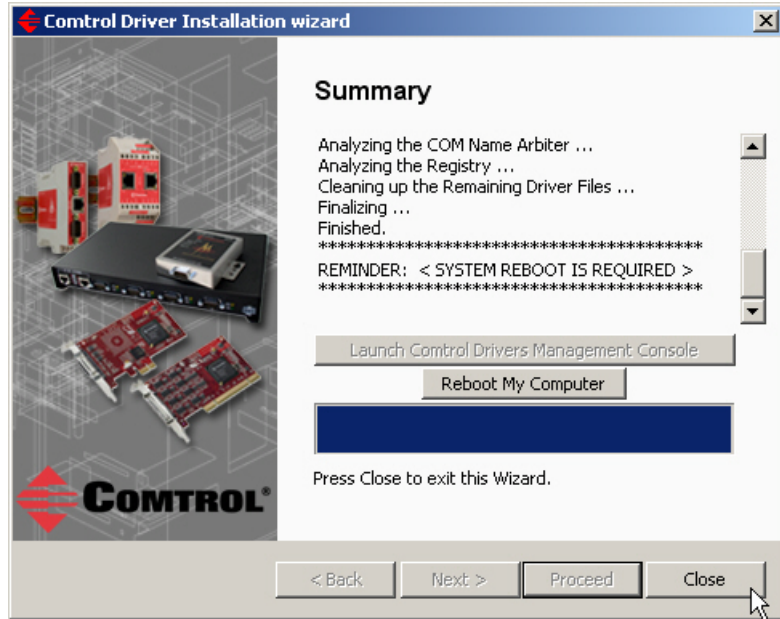 Comtrol Driver Installation wizard
Summary
Analyzing the COM Name Arbiter ...
Analyzing the Registry ...
Cleaning up the Remaining Driver Files ...
Finalizing ...
Finished.
****************************************
REMINDER:  < SYSTEM REBOOT IS REQUIRED >
****************************************
Launch Comtrol Drivers Management Console
Reboot My Computer
Press Close to exit this Wizard.
COMTROL®
< Back
Next >
Proceed
Close